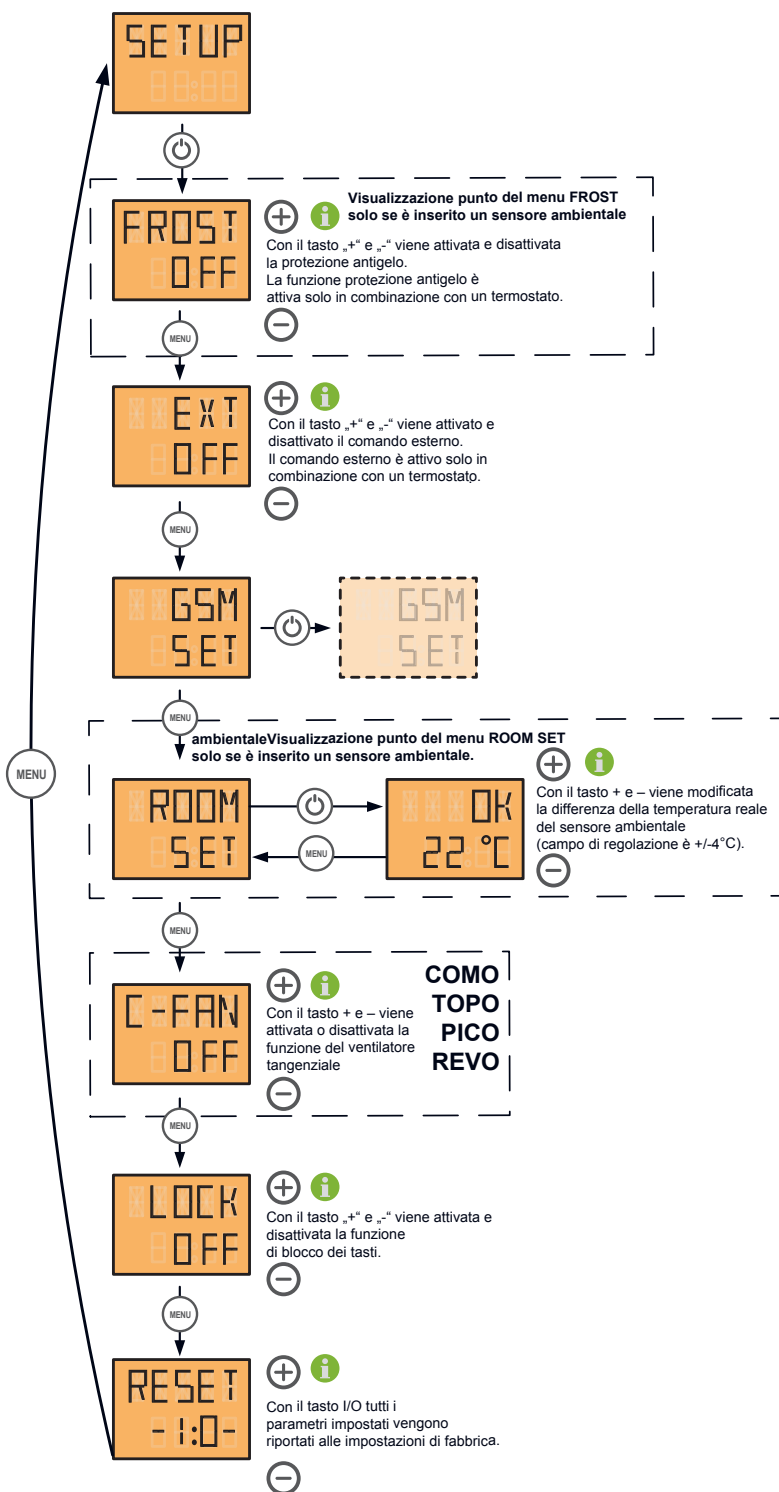 SETUP
Visualizzazione punto del menu FROST
solo se è inserito un sensore ambientale
FROST
OFF
Con il tasto „+“ e „-“ viene attivata e disattivata
la protezione antigelo.
La funzione protezione antigelo è
attiva solo in combinazione con un termostato.
MENU
EXT
OFF
Con il tasto „+“ e „-“ viene attivato e
disattivato il comando esterno.
Il comando esterno è attivo solo in
combinazione con un termostato.
MENU
GSM
SET
GSM
SET
MENU
ambientaleVisualizzazione punto del menu ROOM SET
solo se è inserito un sensore ambientale.
MENU
ROOM
SET
MENU
OK
22 °C
Con il tasto + e – viene modificata
la differenza della temperatura reale
del sensore ambientale
(campo di regolazione è +/-4°C).
MENU
C-FAN
OFF
Con il tasto + e – viene
attivata o disattivata la
funzione del ventilatore
tangenziale
COMO
TOPO
PICO
REVO
MENU
LOCK
OFF
Con il tasto „+“ e „-“ viene attivata e
disattivata la funzione
di blocco dei tasti.
MENU
RESET
-1:0-
Con il tasto I/O tutti i
parametri impostati vengono
riportati alle impostazioni di fabbrica.